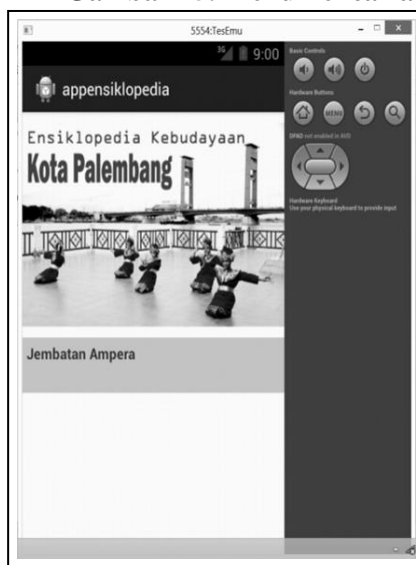 5554:TesEmu
3G 9:00
appensiklopedia
Ensiklopedia Kebudayaan
Kota Palembang
Jembatan Ampera
Basic Controls
Hardware Buttons
MENU
DPAD not enabled in AVD
Hardware Keyboard
Use your physical keyboard to provide input